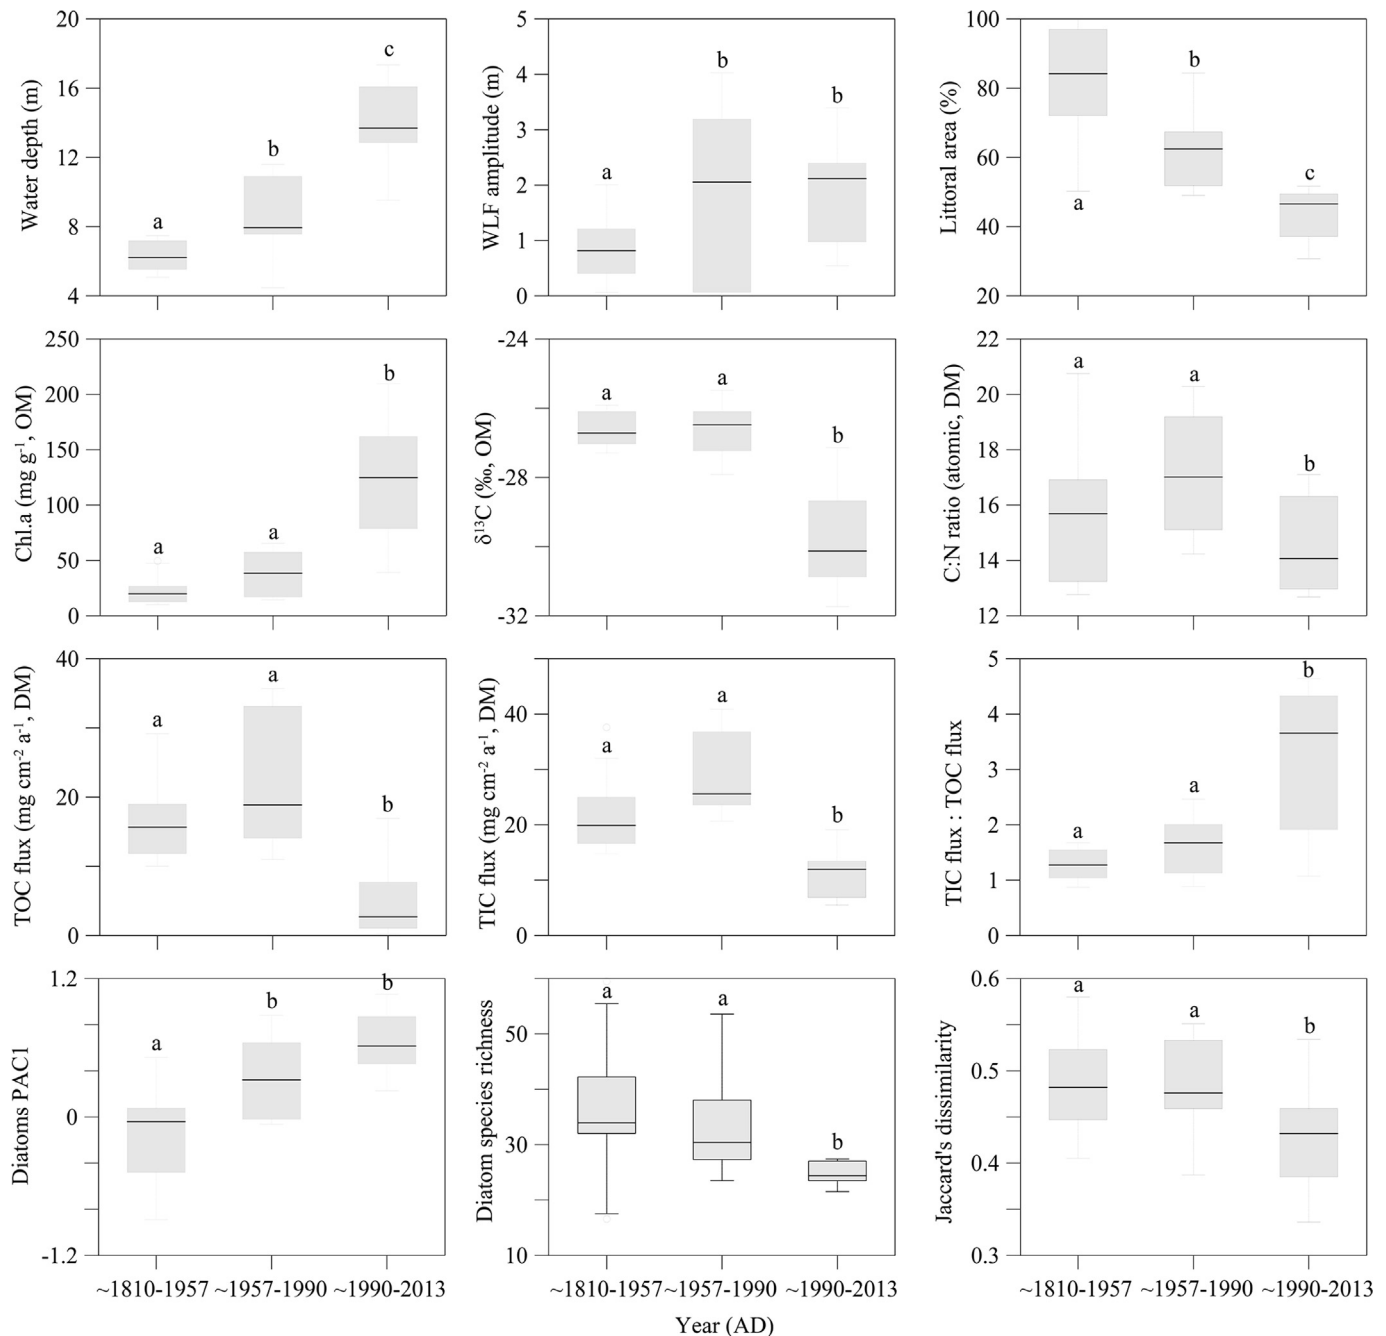 Water depth (m)
20
16
12
8
4
a
b
c
WLF amplitude (m)
5
4
3
2
1
0
a
b
b
Littoral area (%)
100
80
60
40
20
a
b
c
Chl.a (mg g⁻¹, OM)
250
200
150
100
50
0
a
a
b
δ¹³C (‰, OM)
-24
-28
-32
a
a
b
C:N ratio (atomic, DM)
22
20
18
16
14
12
a
a
b
TOC flux (mg cm⁻² a⁻¹, DM)
40
20
0
a
a
b
TIC flux (mg cm⁻² a⁻¹, DM)
40
20
0
a
a
b
TIC flux : TOC flux
5
4
3
2
1
0
a
a
b
Diatoms PAC1
1.2
0
-1.2
a
b
b
Diatom species richness
50
30
10
a
a
b
Jaccard's dissimilarity
0.6
0.5
0.4
0.3
a
a
b
~1810-1957 ~1957-1990 ~1990-2013
~1810-1957 ~1957-1990 ~1990-2013
~1810-1957 ~1957-1990 ~1990-2013
Year (AD)